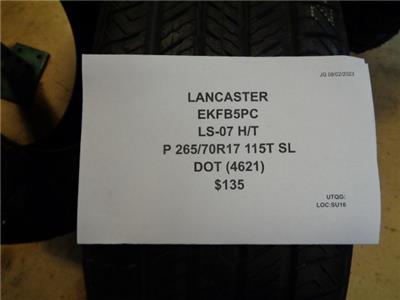 JG 08/02/2023
LANCASTER
EKFB5PC
LS-07 H/T
P 265/70R17 115T SL
DOT (4621)
$135
UTQG:
LOC:SU16